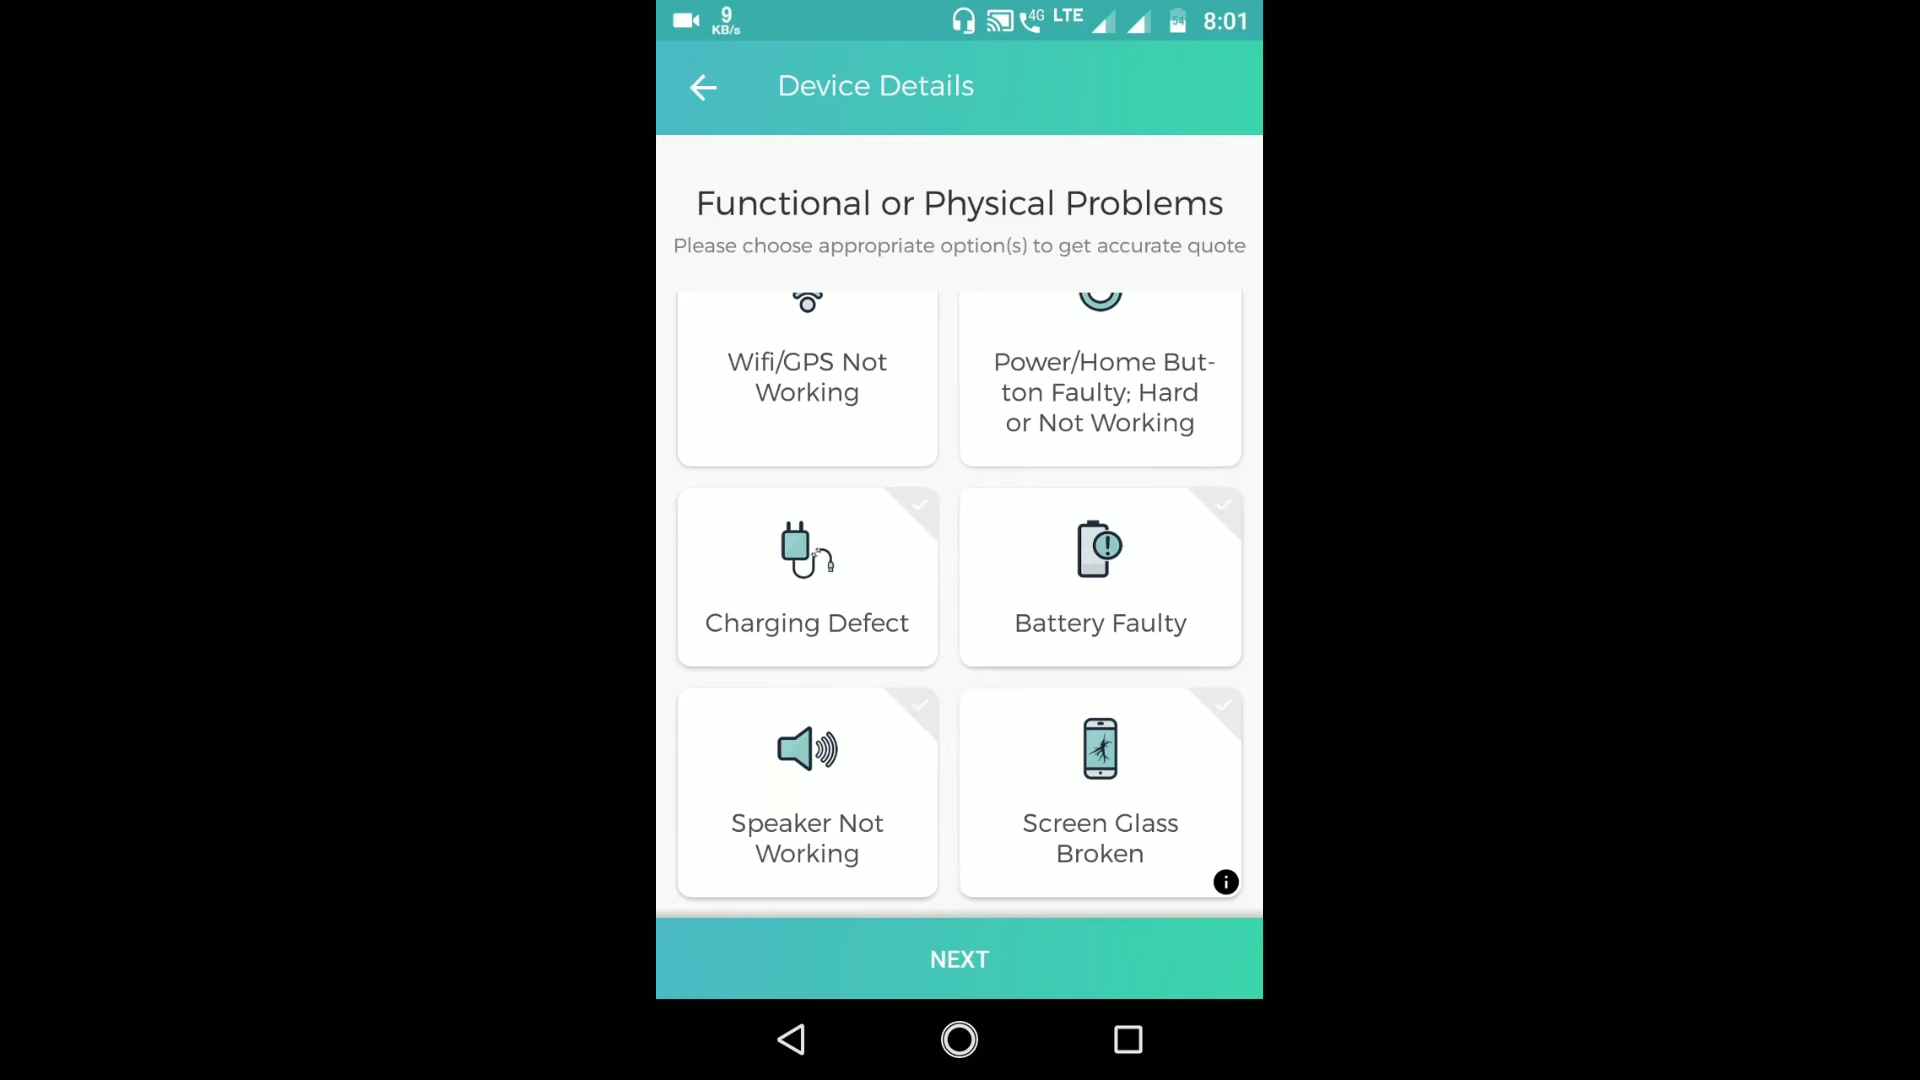 9
KB/s
4G LTE 54 8:01
Device Details
Functional or Physical Problems
Please choose appropriate option(s) to get accurate quote
Wifi/GPS Not
Working
Power/Home But-
ton Faulty; Hard
or Not Working
Charging Defect
Battery Faulty
Speaker Not
Working
Screen Glass
Broken
NEXT